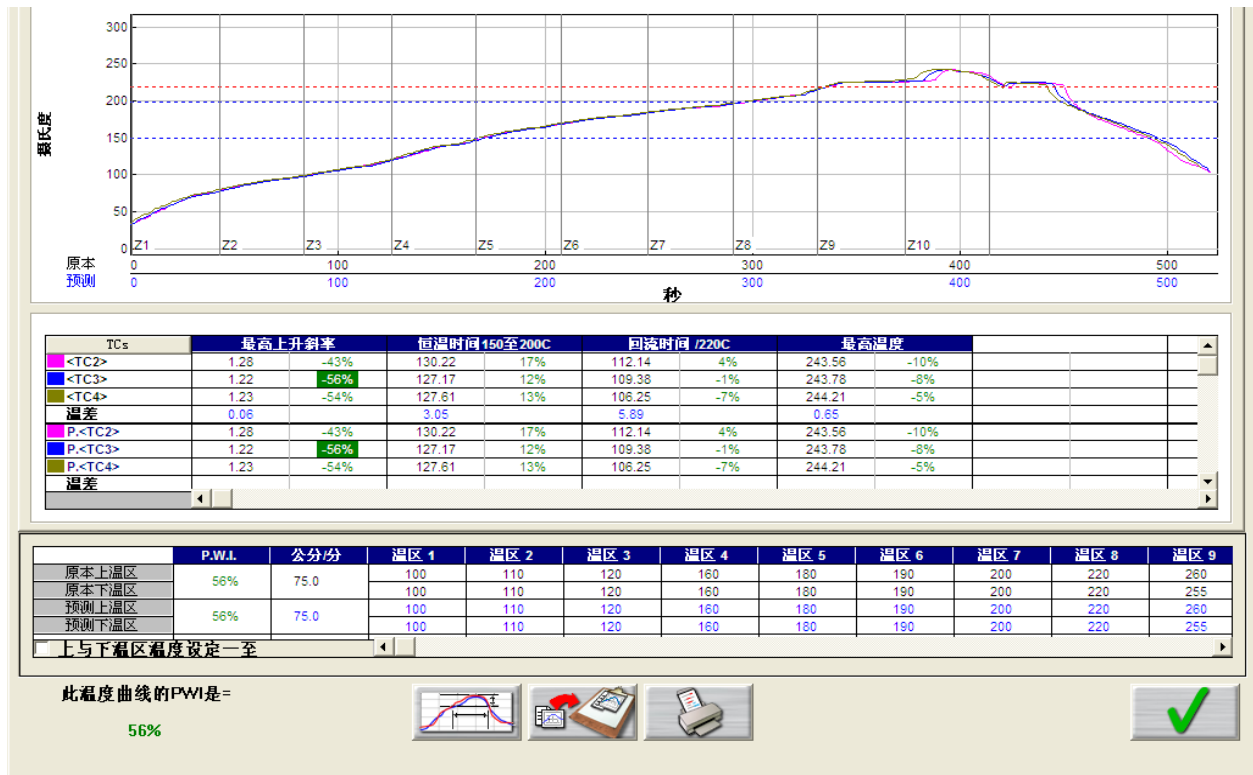 300
250
200
150
100
50
0
摄氏度
Z1 Z2 Z3 Z4 Z5 Z6 Z7 Z8 Z9 Z10
原本 0 100 200 300 400 500
预测 0 100 200 300 400 500
秒
TCs 最高上升斜率 恒温时间150至200C 回流时间 /220C 最高温度
<TC2> 1.28 -43% 130.22 17% 112.14 4% 243.56 -10%
<TC3> 1.22 -56% 127.17 12% 109.38 -1% 243.78 -8%
<TC4> 1.23 -54% 127.61 13% 106.25 -7% 244.21 -5%
温差 0.06 3.05 5.89 0.65
P.<TC2> 1.28 -43% 130.22 17% 112.14 4% 243.56 -10%
P.<TC3> 1.22 -56% 127.17 12% 109.38 -1% 243.78 -8%
P.<TC4> 1.23 -54% 127.61 13% 106.25 -7% 244.21 -5%
温差
P.W.I. 公分/分 温区 1 温区 2 温区 3 温区 4 温区 5 温区 6 温区 7 温区 8 温区 9
原本上温区 56% 75.0 100 110 120 160 180 190 200 220 260
原本下温区 100 110 120 160 180 190 200 220 255
预测上温区 56% 75.0 100 110 120 160 180 190 200 220 260
预测下温区 100 110 120 160 180 190 200 220 255
上与下温区温度设定一至
此温度曲线的PWI是=
56%